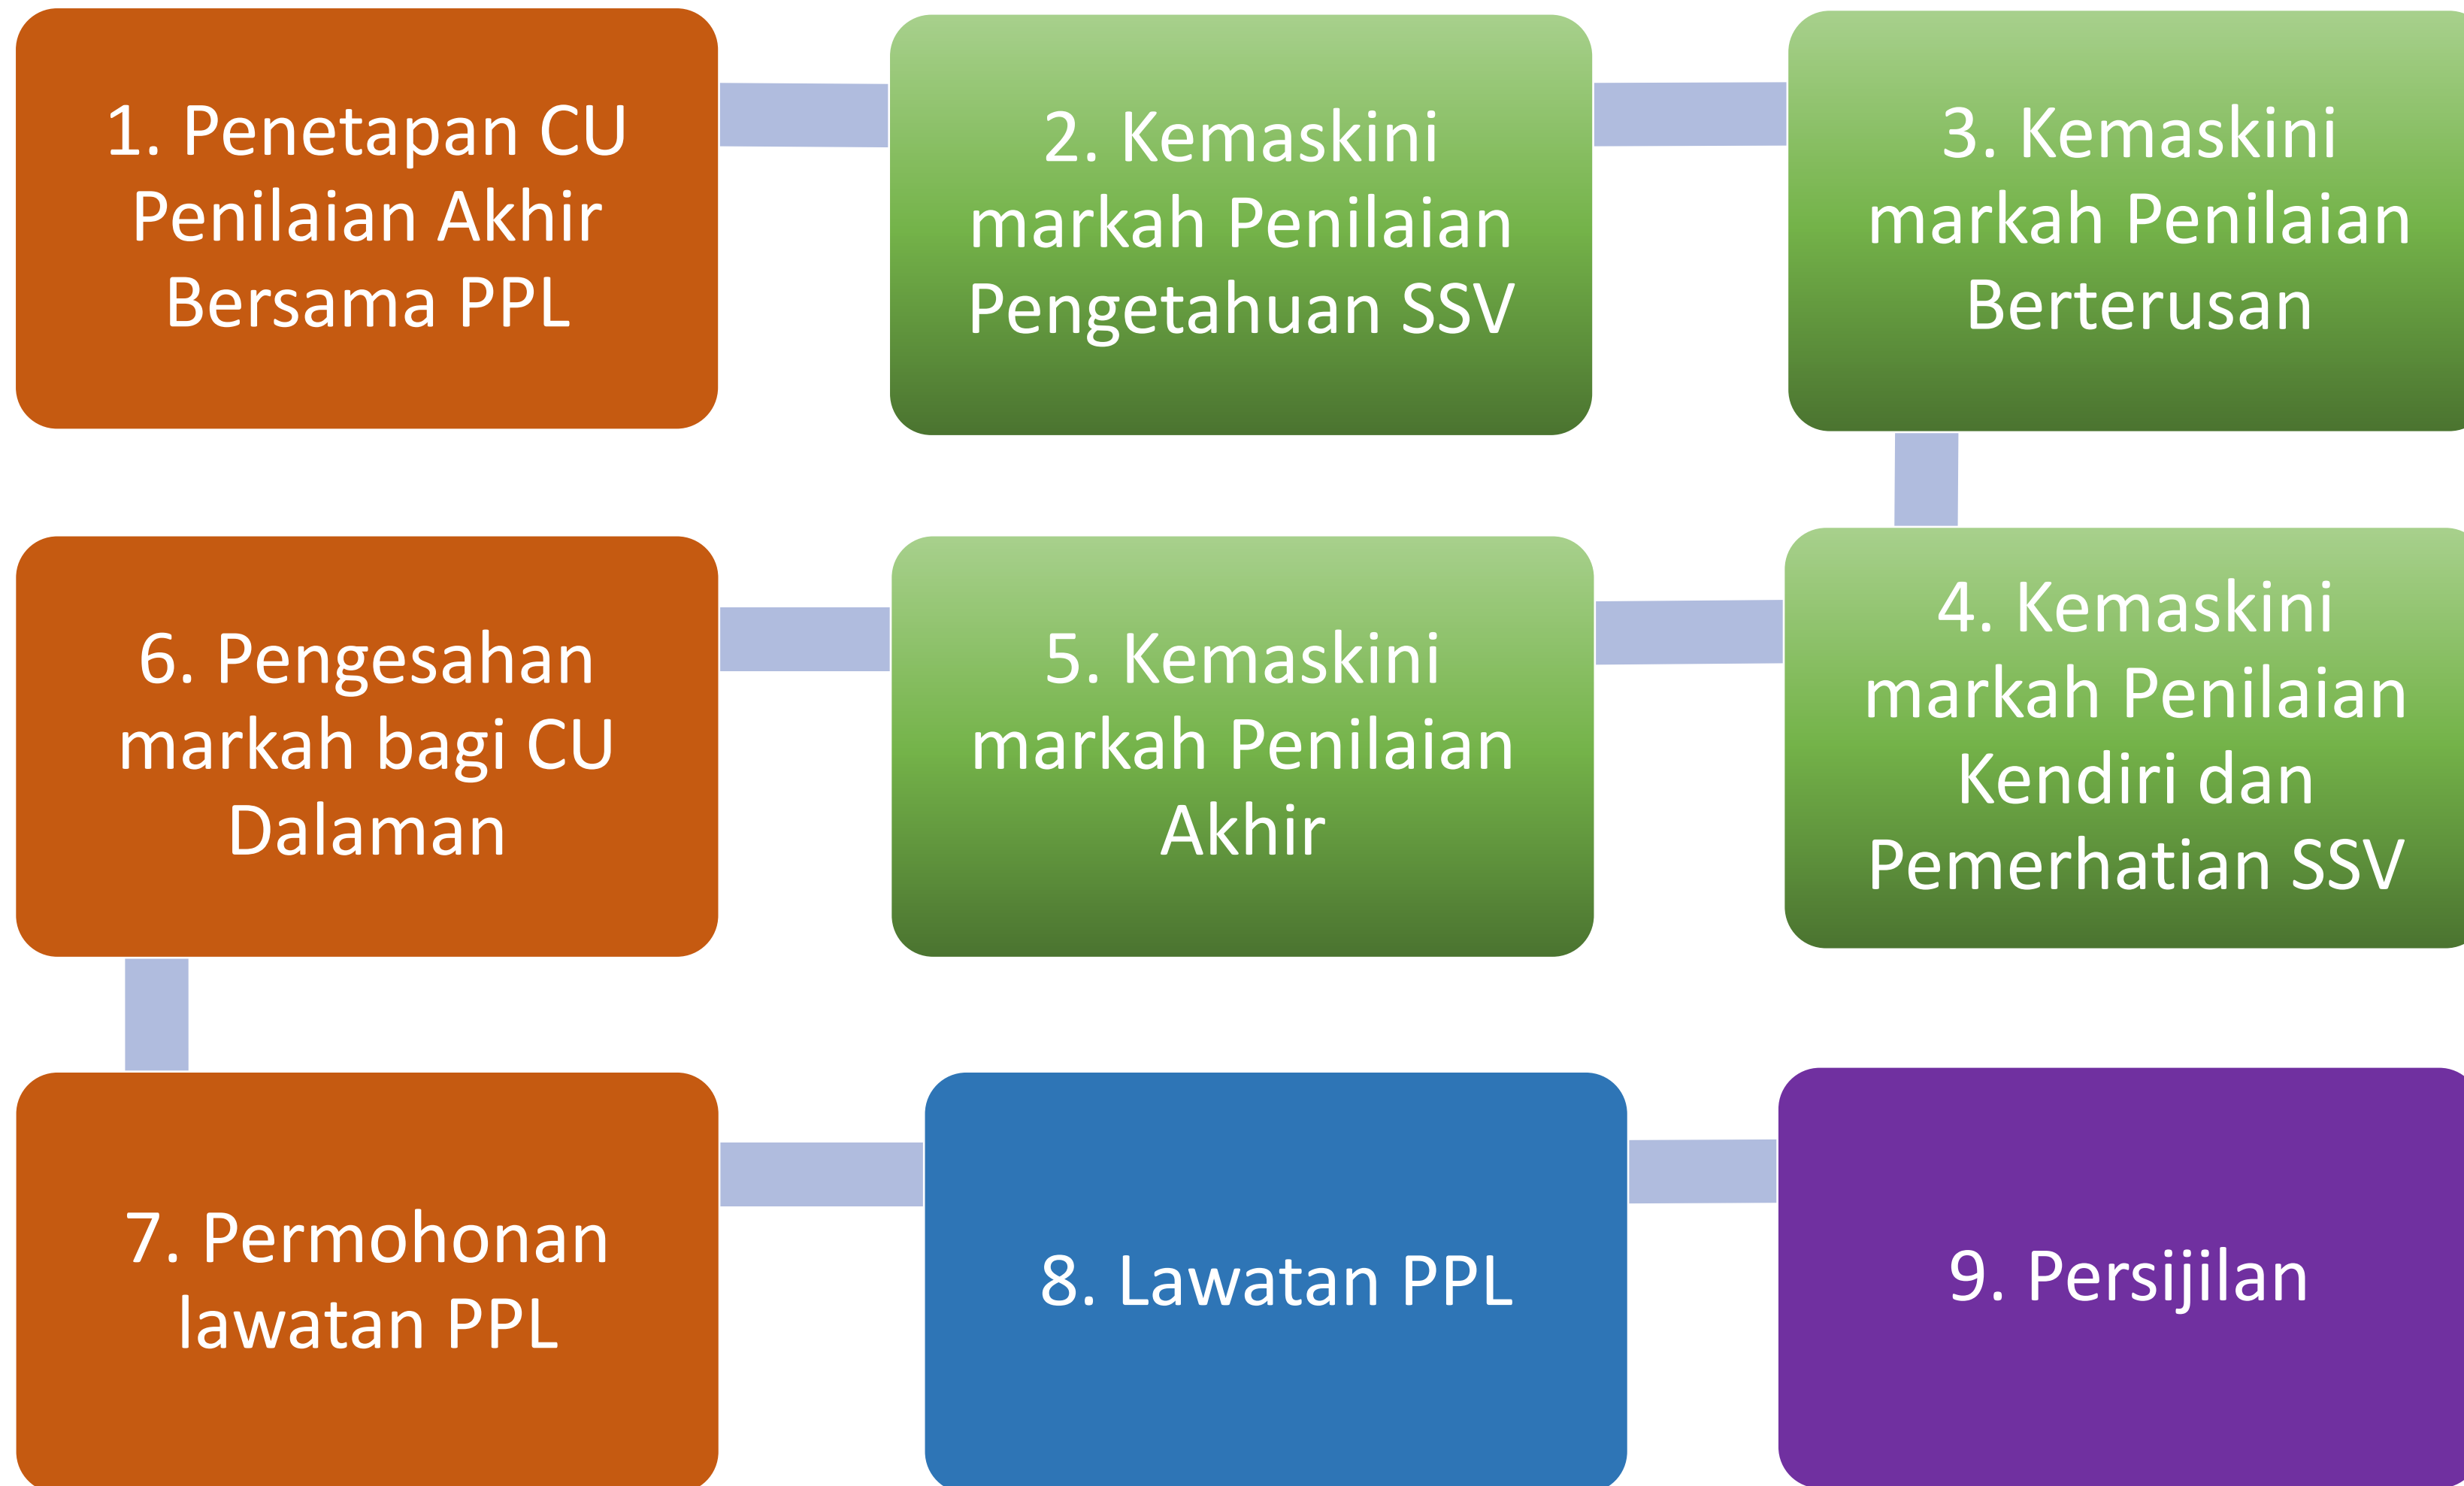 1. Penetapan CU
Penilaian Akhir
Bersama PPL
2. Kemaskini
markah Penilaian
Pengetahuan SSV
3. Kemaskini
markah Penilaian
Berterusan
4. Kemaskini
markah Penilaian
Kendiri dan
Pemerhatian SSV
5. Kemaskini
markah Penilaian
Akhir
6. Pengesahan
markah bagi CU
Dalaman
7. Permohonan
lawatan PPL
8. Lawatan PPL
9. Persijilan